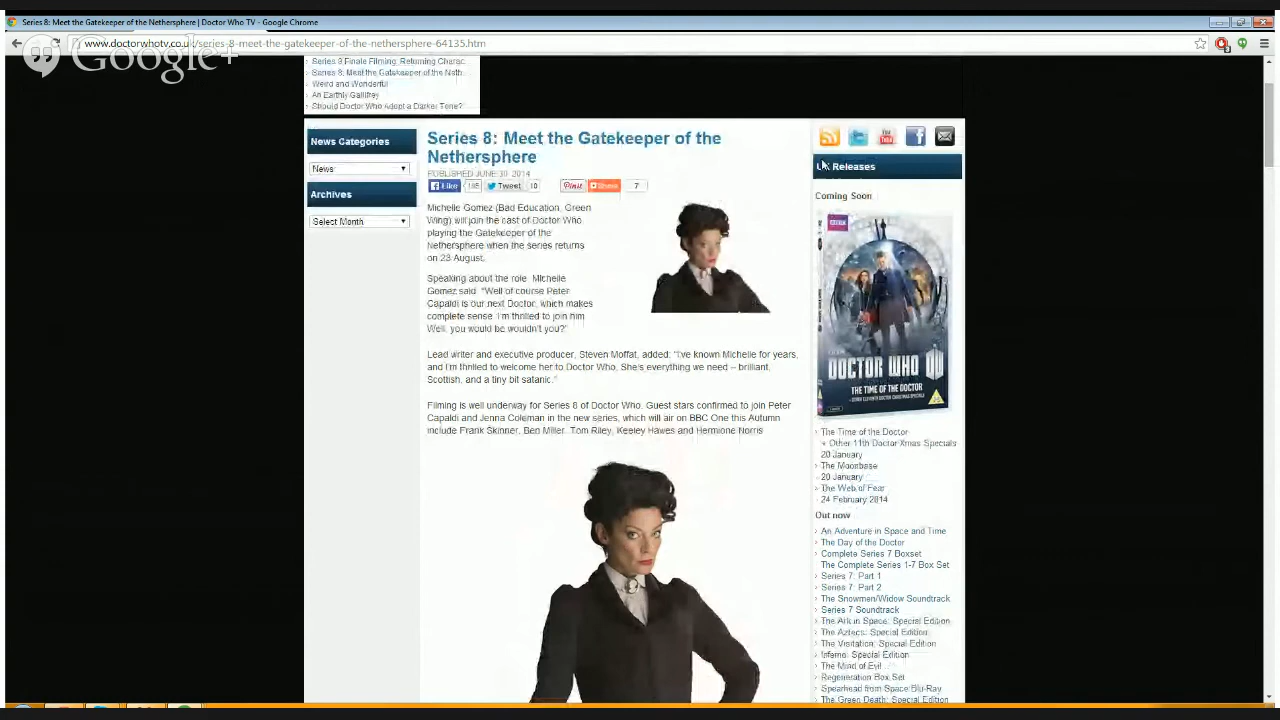 Series 8: Meet the Gatekeeper of the Nethersphere | Doctor Who TV - Google Chrome
www.doctorwhotv.co.uk/series-8-meet-the-gatekeeper-of-the-nethersphere-64135.htm
Google+
Series 8 Finale Filming: Returning Charac
Series 8: Meet the Gatekeeper of the Neth
Weird and Wonderful
An Earthly Gallifrey
Should Doctor Who Adopt a Darker Tone?
News Categories
News
Archives
Select Month
Series 8: Meet the Gatekeeper of the
Nethersphere
PUBLISHED JUNE 30, 2014
Like 195 Tweet 10 Pinit Share 7
Michelle Gomez (Bad Education, Green
Wing) will join the cast of Doctor Who,
playing the Gatekeeper of the
Nethersphere when the series returns
on 23 August.
Speaking about the role, Michelle
Gomez said: "Well of course Peter
Capaldi is our next Doctor, which makes
complete sense. I'm thrilled to join him.
Well, you would be wouldn't you?"
Lead writer and executive producer, Steven Moffat, added: "I've known Michelle for years,
and I'm thrilled to welcome her to Doctor Who. She's everything we need – brilliant,
Scottish, and a tiny bit satanic."
Filming is well underway for Series 8 of Doctor Who. Guest stars confirmed to join Peter
Capaldi and Jenna Coleman in the new series, which will air on BBC One this Autumn
include Frank Skinner, Ben Miller, Tom Riley, Keeley Hawes and Hermione Norris
You Tube
UK Releases
Coming Soon
BBC
DOCTOR WHO
THE TIME OF THE DOCTOR
The Time of the Doctor
+ Other 11th Doctor Xmas Specials
20 January
The Moonbase
20 January
The Web of Fear
24 February 2014
Out now
An Adventure in Space and Time
The Day of the Doctor
Complete Series 7 Boxset
The Complete Series 1-7 Box Set
Series 7: Part 1
Series 7: Part 2
The Snowmen/Widow Soundtrack
Series 7 Soundtrack
The Ark in Space: Special Edition
The Aztecs: Special Edition
The Visitation: Special Edition
Inferno: Special Edition
The Mind of Evil
Regeneration Box Set
Spearhead from Space Blu-Ray
The Green Death: Special Edition